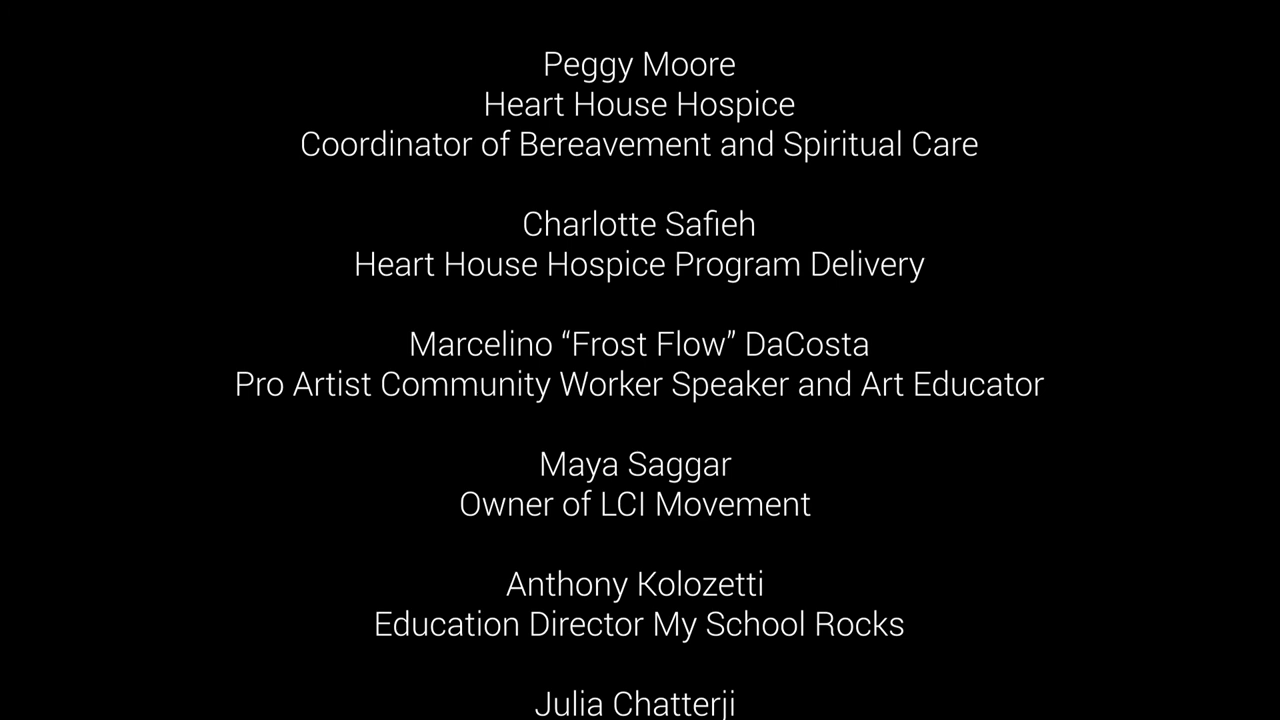 Peggy Moore
Heart House Hospice
Coordinator of Bereavement and Spiritual Care
Charlotte Safieh
Heart House Hospice Program Delivery
Marcelino “Frost Flow” DaCosta
Pro Artist Community Worker Speaker and Art Educator
Maya Saggar
Owner of LCI Movement
Anthony Kolozetti
Education Director My School Rocks
Julia Chatterji